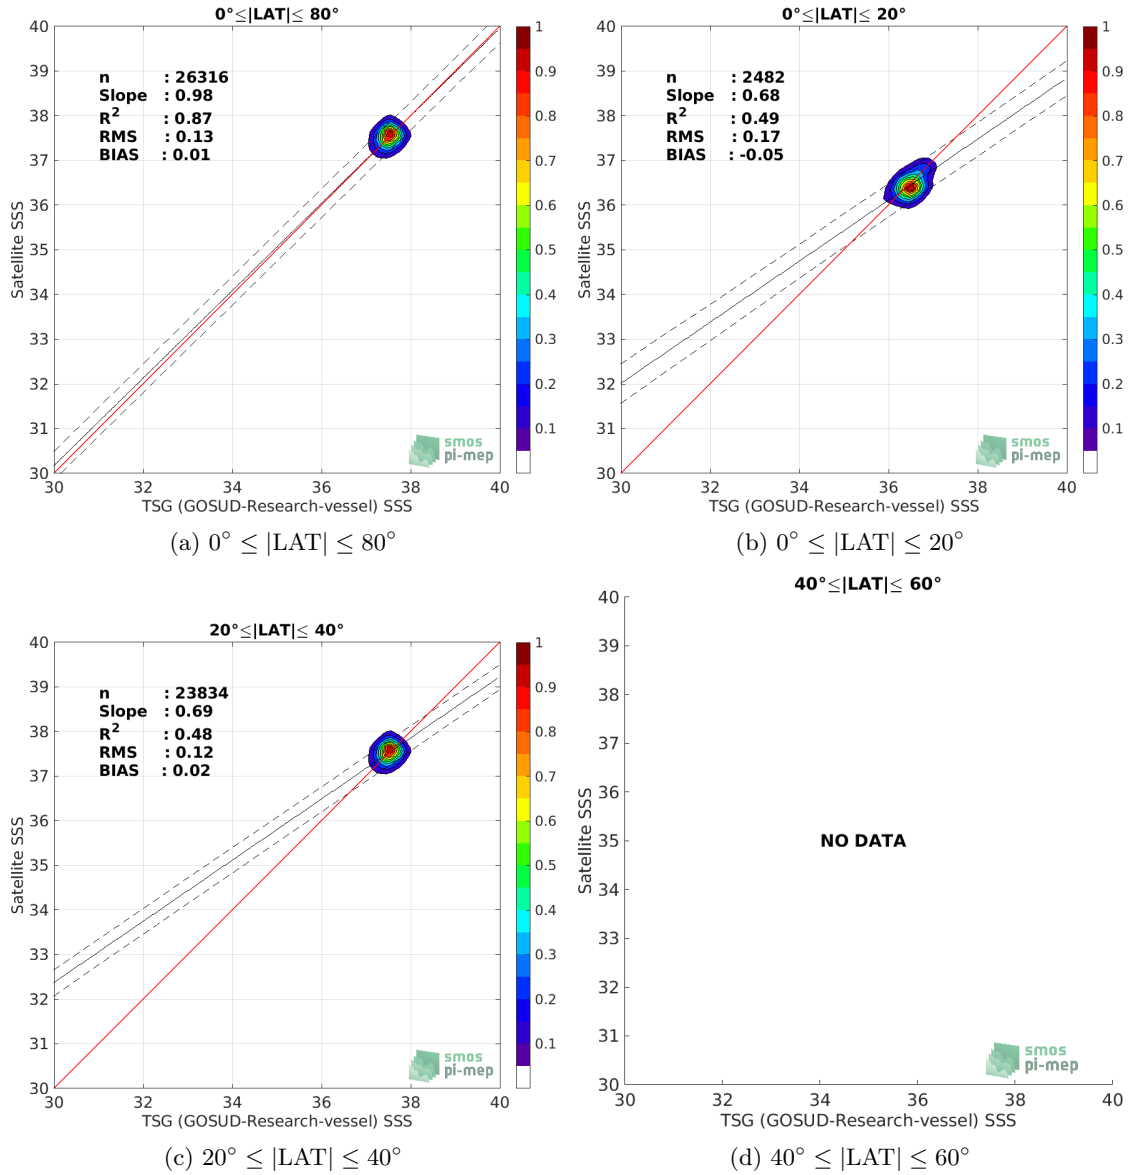 0°≤|LAT|≤ 80°
40
39
38
37
36
35
34
33
32
31
30
Satellite SSS
n : 26316
Slope : 0.98
R2 : 0.87
RMS : 0.13
BIAS : 0.01
smos
pi-mep
30 32 34 36 38 40
TSG (GOSUD-Research-vessel) SSS
1
0.9
0.8
0.7
0.6
0.5
0.4
0.3
0.2
0.1
(a) 0° ≤ |LAT| ≤ 80°
0°≤|LAT|≤ 20°
40
39
38
37
36
35
34
33
32
31
30
Satellite SSS
n : 2482
Slope : 0.68
R2 : 0.49
RMS : 0.17
BIAS : -0.05
smos
pi-mep
30 32 34 36 38 40
TSG (GOSUD-Research-vessel) SSS
1
0.9
0.8
0.7
0.6
0.5
0.4
0.3
0.2
0.1
(b) 0° ≤ |LAT| ≤ 20°
20°≤|LAT|≤ 40°
40
39
38
37
36
35
34
33
32
31
30
Satellite SSS
n : 23834
Slope : 0.69
R2 : 0.48
RMS : 0.12
BIAS : 0.02
smos
pi-mep
30 32 34 36 38 40
TSG (GOSUD-Research-vessel) SSS
1
0.9
0.8
0.7
0.6
0.5
0.4
0.3
0.2
0.1
(c) 20° ≤ |LAT| ≤ 40°
40°≤|LAT|≤ 60°
40
39
38
37
36
35
34
33
32
31
30
Satellite SSS
NO DATA
smos
pi-mep
30 32 34 36 38 40
TSG (GOSUD-Research-vessel) SSS
(d) 40° ≤ |LAT| ≤ 60°